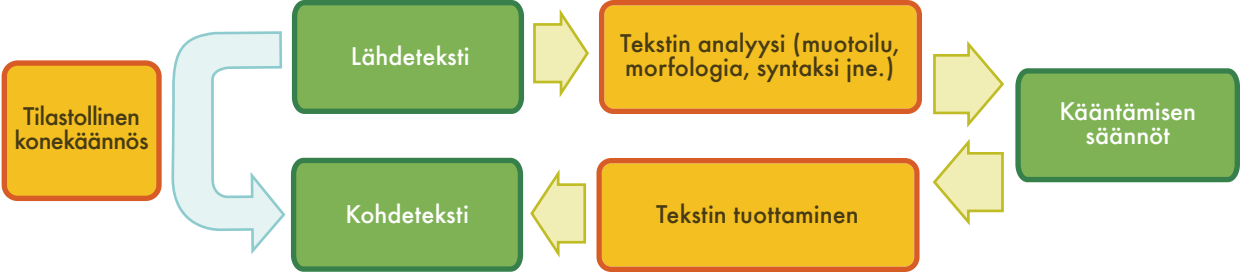 Tilastollinen
konekäännös
Lähdeteksti
Tekstin analyysi (muotoilu,
morfologia, syntaksi jne.)
Kääntämisen
säännöt
Tekstin tuottaminen
Kohdeteksti